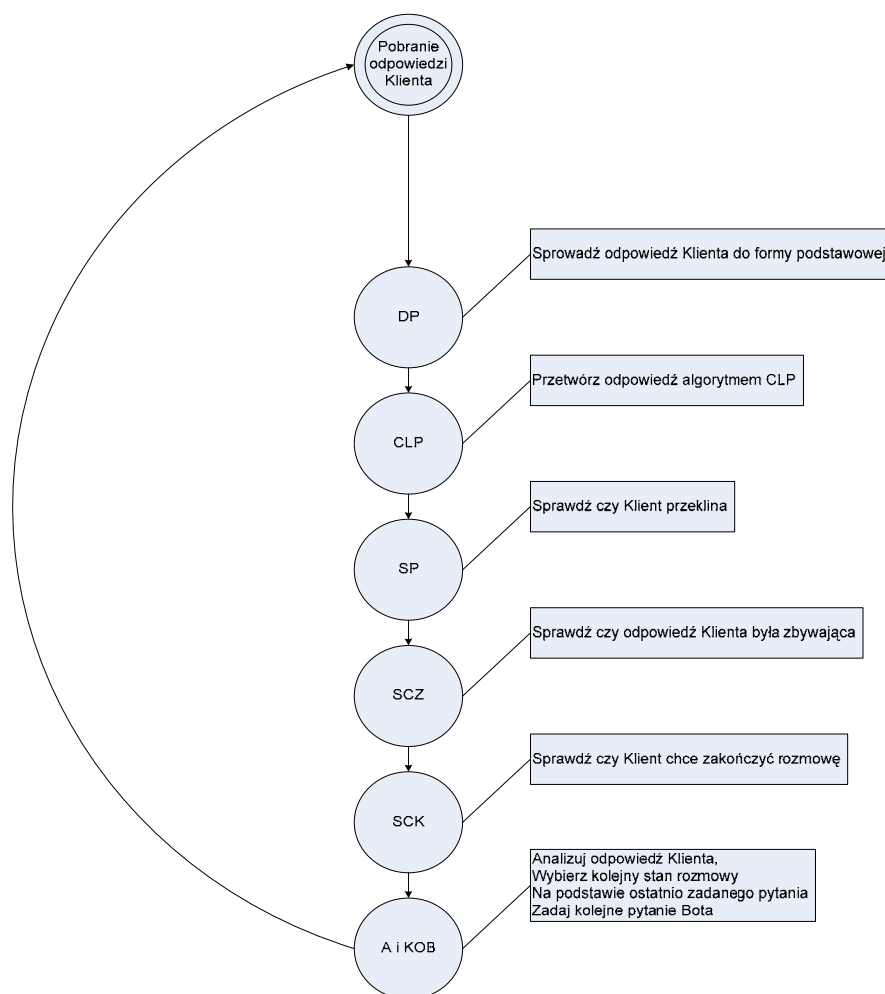 Pobranie
odpowiedzi
Klienta
Sprowadź odpowiedź Klienta do formy podstawowej
DP
Przetwórz odpowiedź algorytmem CLP
CLP
Sprawdź czy Klient przeklina
SP
Sprawdź czy odpowiedź Klienta była zbywająca
SCZ
Sprawdź czy Klient chce zakończyć rozmowę
SCK
Analizuj odpowiedź Klienta,
Wybierz kolejny stan rozmowy
Na podstawie ostatnio zadanego pytania
Zadaj kolejne pytanie Bota
A i KOB